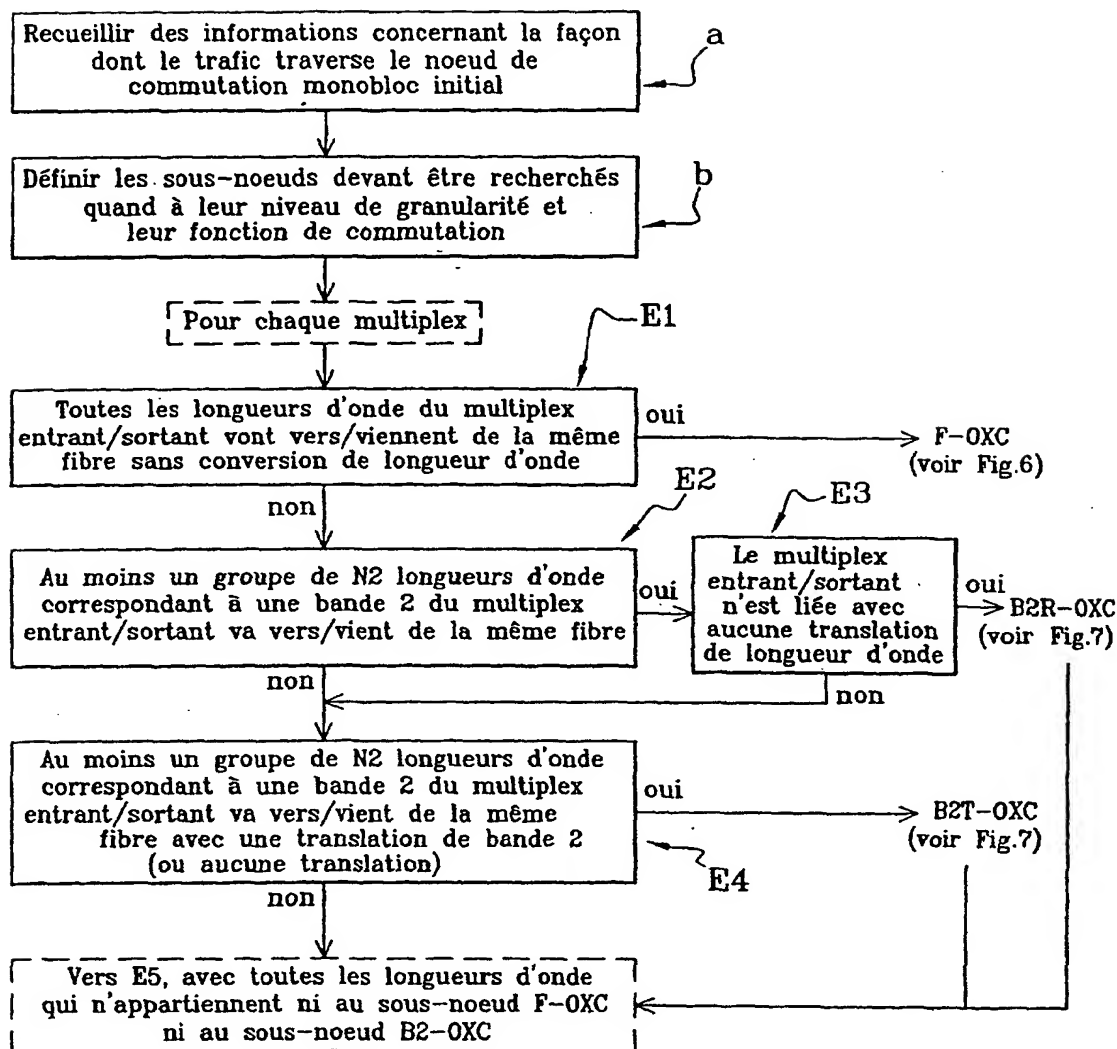 Recueillir des informations concernant la façon
dont le trafic traverse le noeud de
commutation monobloc initial
a
Définir les sous-noeuds devant être recherchés
quand à leur niveau de granularité et
leur fonction de commutation
b
Pour chaque multiplex
E1
Toutes les longueurs d'onde du multiplex
entrant/sortant vont vers/viennent de la même
fibre sans conversion de longueur d'onde
oui
F-OXC
(voir Fig.6)
non
E2
E3
Au moins un groupe de N2 longueurs d'onde
correspondant à une bande 2 du multiplex
entrant/sortant va vers/vient de la même fibre
oui
Le multiplex
entrant/sortant
n'est liée avec
aucune translation
de longueur d'onde
oui
B2R-OXC
(voir Fig.7)
non
non
Au moins un groupe de N2 longueurs d'onde
correspondant à une bande 2 du multiplex
entrant/sortant va vers/vient de la même
fibre avec une translation de bande 2
(ou aucune translation)
oui
B2T-OXC
(voir Fig.7)
E4
non
Vers E5, avec toutes les longueurs d'onde
qui n'appartiennent ni au sous-noeud F-OXC
ni au sous-noeud B2-OXC